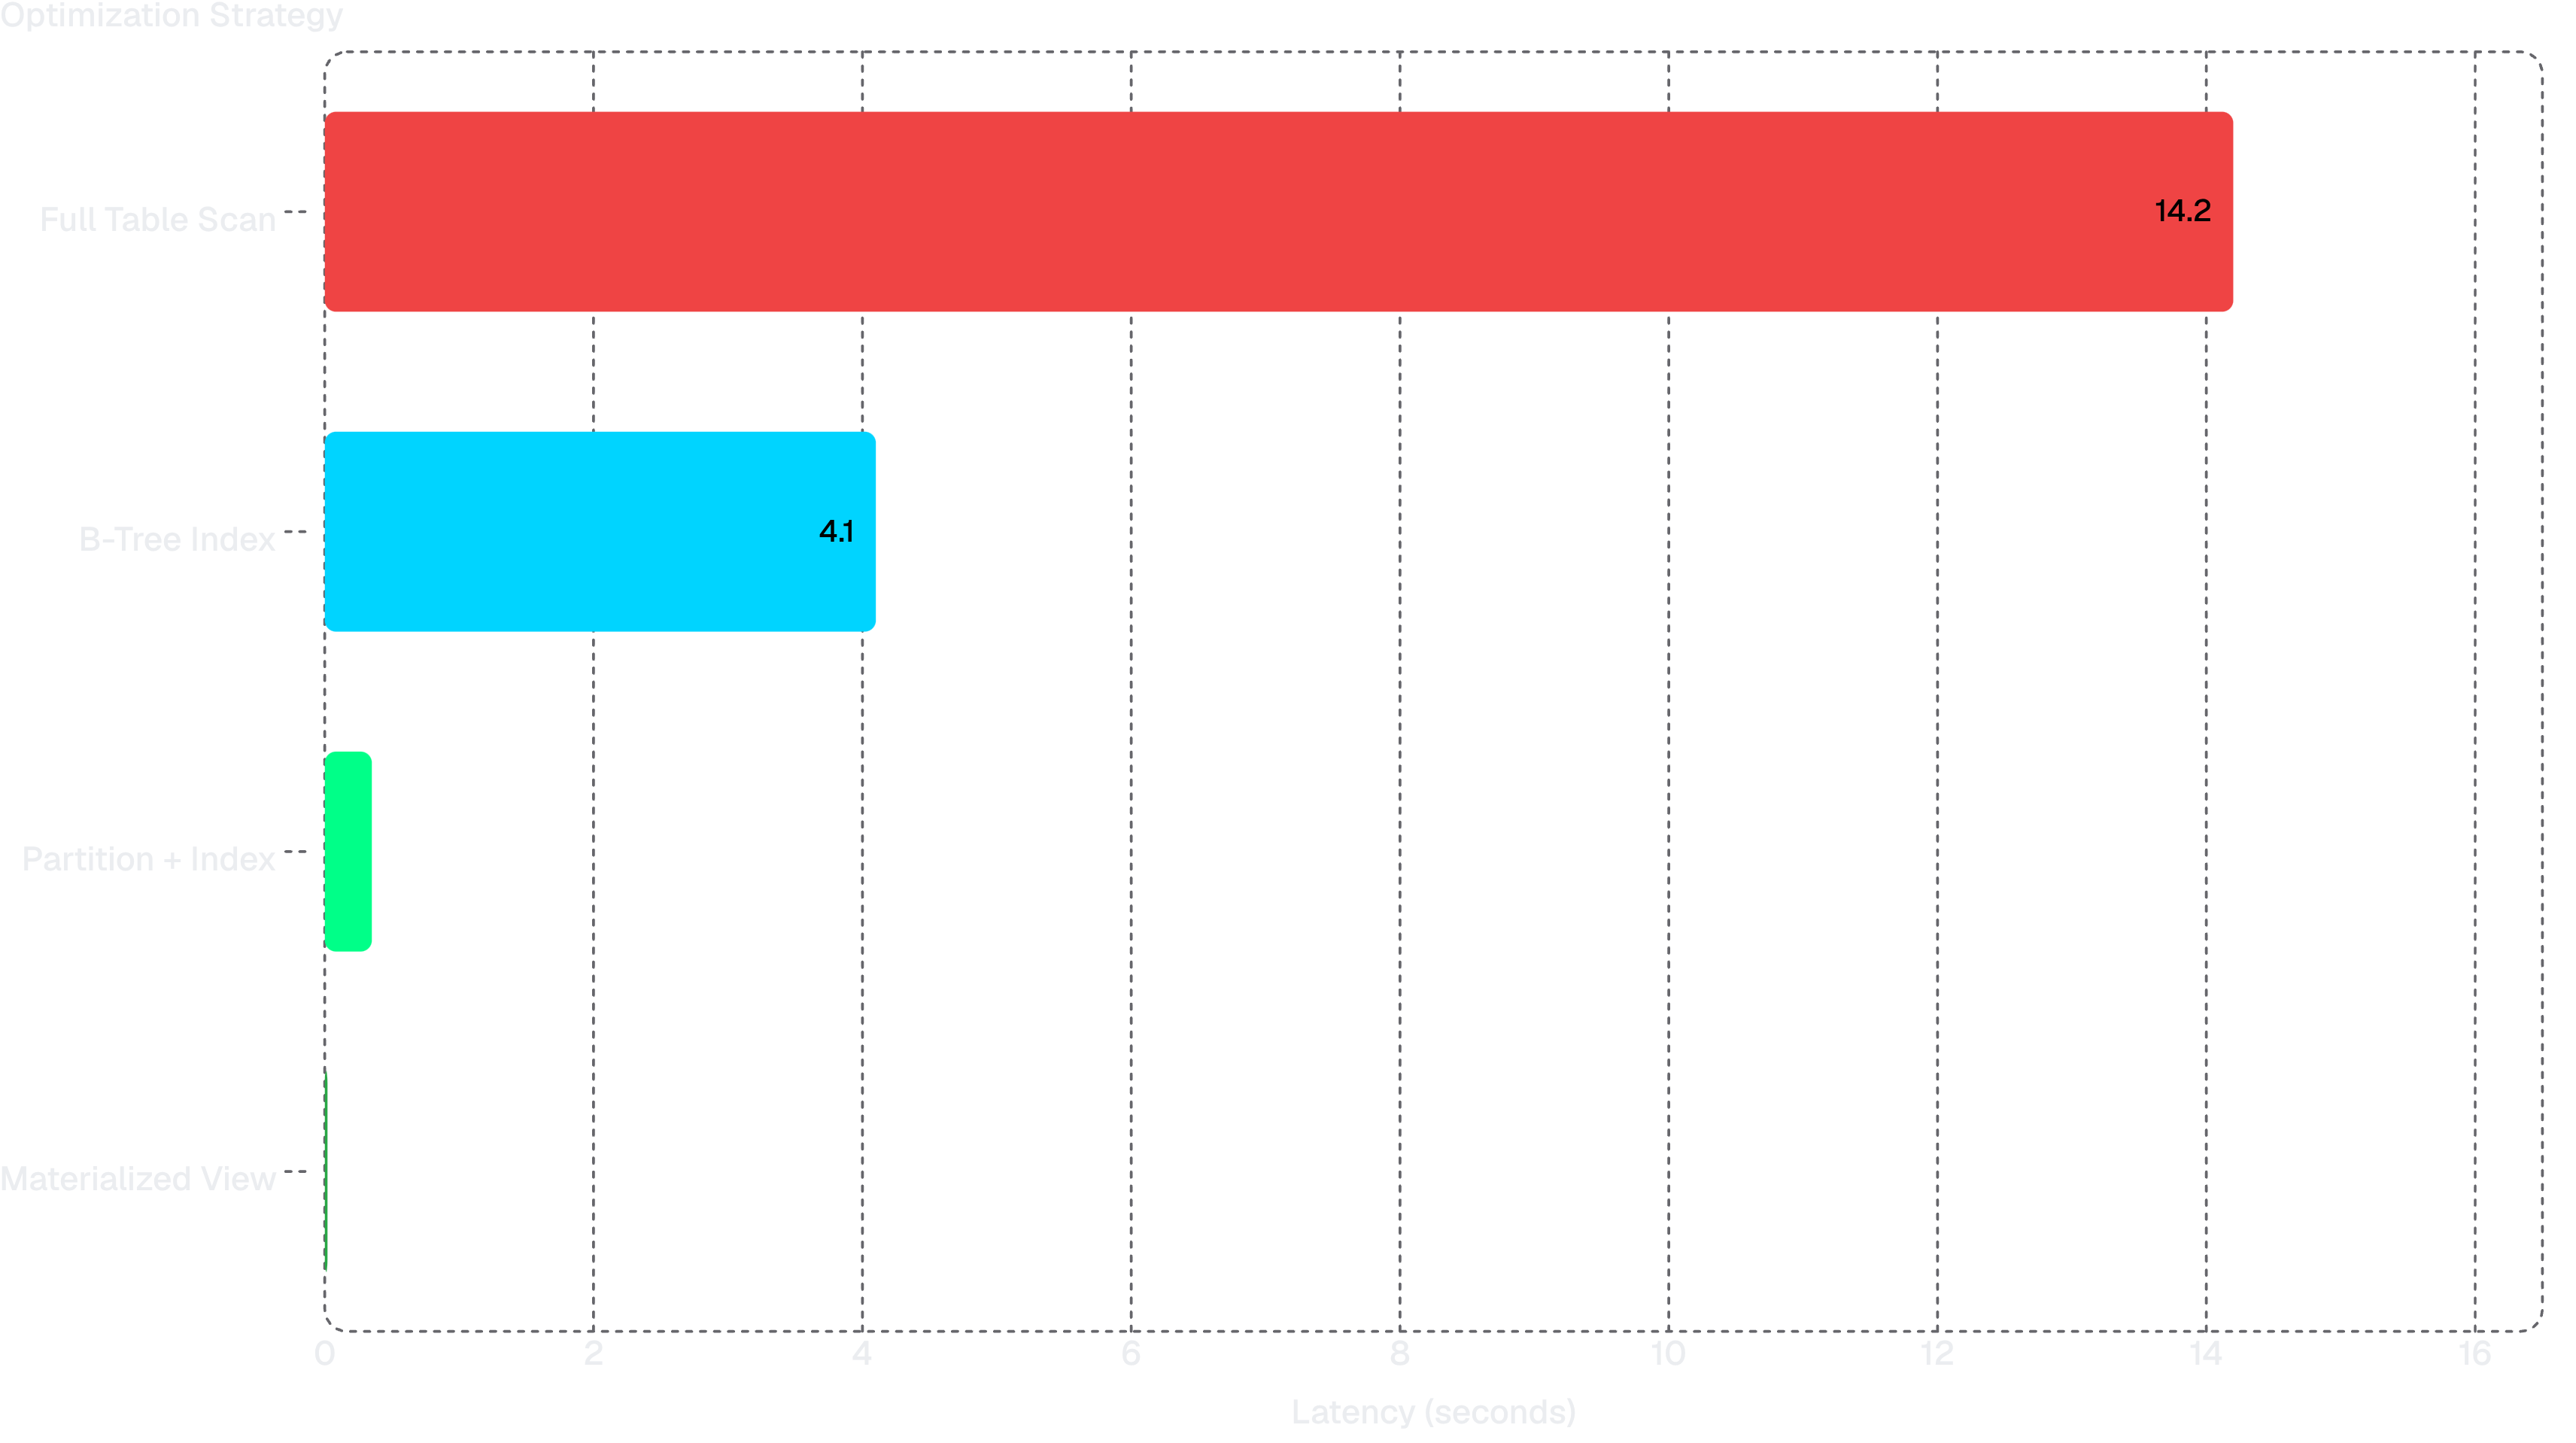 Optimization Strategy
Full Table Scan
14.2
B-Tree Index
4.1
Partition + Index
Materialized View
0 2 4 6 8 10 12 14 16
Latency (seconds)